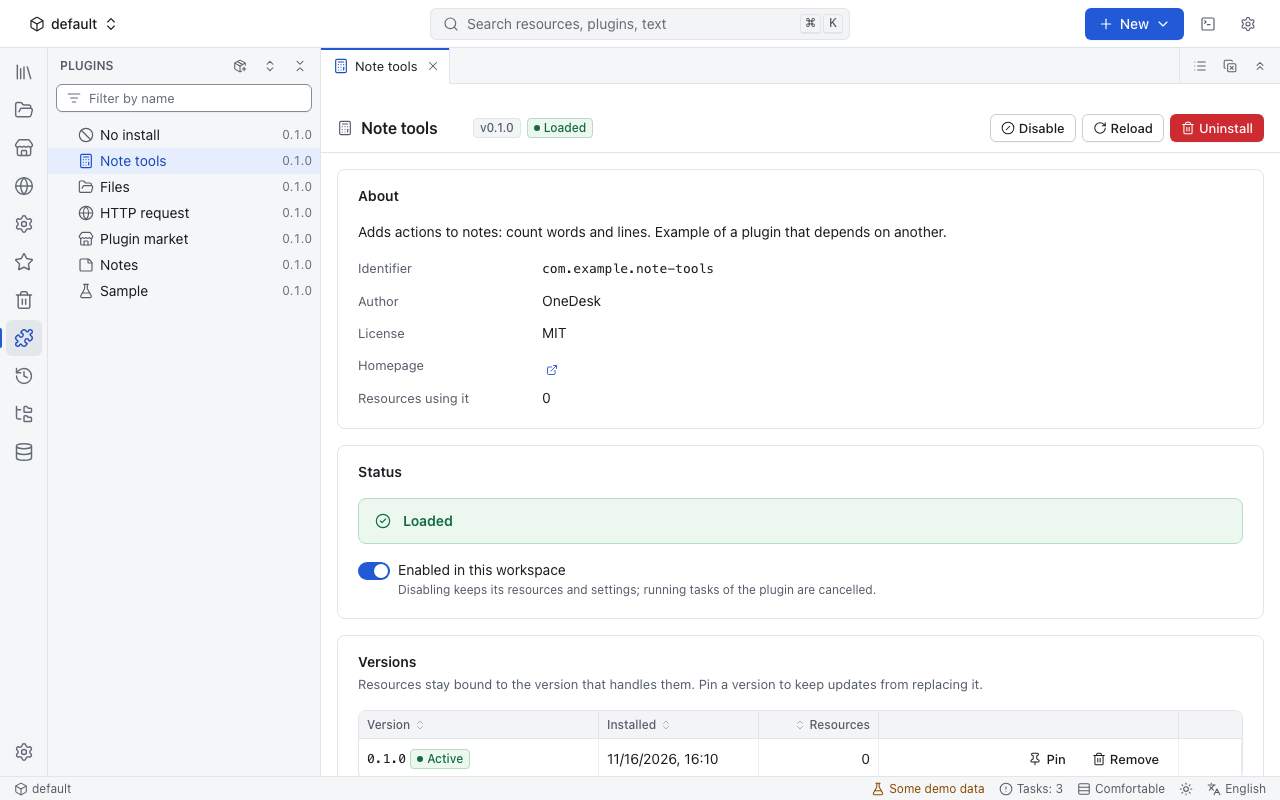 default
Search resources, plugins, text
⌘ K
New
PLUGINS
Filter by name
No install 0.1.0
Note tools 0.1.0
Files 0.1.0
HTTP request 0.1.0
Plugin market 0.1.0
Notes 0.1.0
Sample 0.1.0
Note tools
Note tools
v0.1.0
Loaded
Disable
Reload
Uninstall
About
Adds actions to notes: count words and lines. Example of a plugin that depends on another.
Identifier com.example.note-tools
Author OneDesk
License MIT
Homepage
Resources using it 0
Status
Loaded
Enabled in this workspace
Disabling keeps its resources and settings; running tasks of the plugin are cancelled.
Versions
Resources stay bound to the version that handles them. Pin a version to keep updates from replacing it.
Version Installed Resources
0.1.0 Active 11/16/2026, 16:10 0 Pin Remove
default
Some demo data
Tasks: 3
Comfortable
English